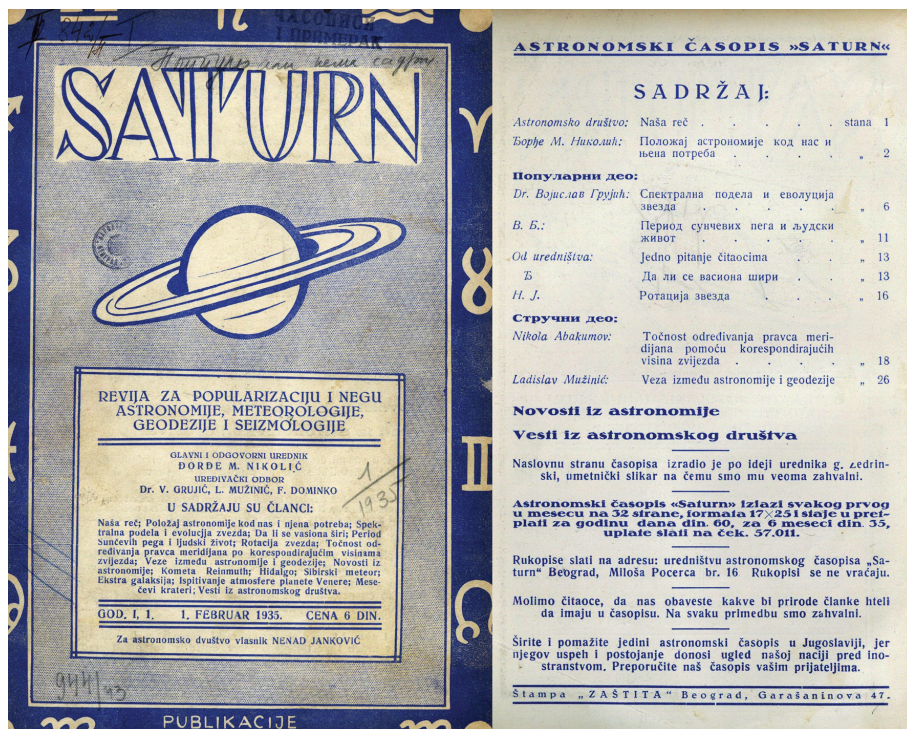 ЧАСОПИСИ
I ПРИМЕРАК
SATURN
REVIJA ZA POPULARIZACIJU I NEGU
ASTRONOMIJE, METEOROLOGIJE,
GEODEZIJE I SEIZMOLOGIJE
GLAVNI I ODGOVORNI UREDNIK
ĐORĐE M. NIKOLIĆ
UREĐIVAČKI ODBOR
Dr. V. GRUJIĆ, L. MUŽINIĆ, F. DOMINKO
U SADRŽAJU SU ČLANCI:
Naša reč; Položaj astronomije kod nas i njena potreba; Spek-
tralna podela i evolucjja zvezda; Da li se vasiona širi; Period
Sunčevih pega i ljudski život; Rotacija zvezda; Točnost od-
ređivanja pravca meridijana po korespondirajućim visinama
zvijezda; Veze između astronomije i geodezije; Novosti iz
astronomije; Kometa Reinmuth; Hidalgo; Sibirski meteor;
Ekstra galaksija; Ispitivanje atmosfere planete Venere; Mese-
čevi krateri; Vesti iz astronomskog društva.
GOD, I, 1. 1. FEBRUAR 1935. CENA 6 DIN.
Za astronomsko dvuštvo vlasnik NENAD JANKOVIĆ
1
1935
944/43
PUBLIKACIJE
ASTRONOMSKI ČASOPIS »SATURN«
SADRŽAJ:
Astronomsko društvo: Naša reč . . . . . stana 1
Ђорђе М. Николић: Положај астрономије код нас и
њена потреба . . . . „ 2
Популарни део:
Dr. Војислав Грујић: Спектрална подела и еволуција
звезда . . . . . „ 6
В. Б.: Период сунчевих пега и људски
живот . . . . . „ 11
Od uredništva: Jedno pitanje čitaocima . . „ 13
Ђ Да ли се васиона шири . . „ 13
Н. Ј. Ротација звезда . . . „ 16
Стручни део:
Nikola Abakumov: Točnost određivanja pravca meri-
dijana pomoću korespondirajućih
visina zvijezda . . . . „ 18
Ladislav Mužinić: Veza između astronomije i geodezije „ 26
Novosti iz astronomije
Vesti iz astronomskog društva
Naslovnu stranu časopisa izradio je po ideji urednika g. Zedrin-
ski, umetnički slikar na čemu smo mu veoma zahvalni.
Astronomski časopis «Saturn» izlazi svakog prvog
u mesecu na 32 strane, formata 17×251 staje u pret-
plati za godinu dana din. 60, za 6 meseci din. 35,
uplate slati na ček. 57.011.
Rukopise slati na adresu: uredništvu astronomskog časopisa „Sa-
turn" Beograd, Miloša Pocerca br. 16 Rukopisi se ne vraćaju.
Molimo čitaoce, da nas obaveste kakve bi prirode članke hteli
da imaju u časopisu. Na svaku primedbu smo zahvalni.
Širite i pomažite jedini astronomski časopis u Jugoslaviji, jer
njegov uspeh i postojanje donosi ugled našoj naciji pred ino-
stranstvom. Preporučite naš časopis vašim prijateljima.
Štampa „ZAŠTITA" Beograd, Garašaninova 47.